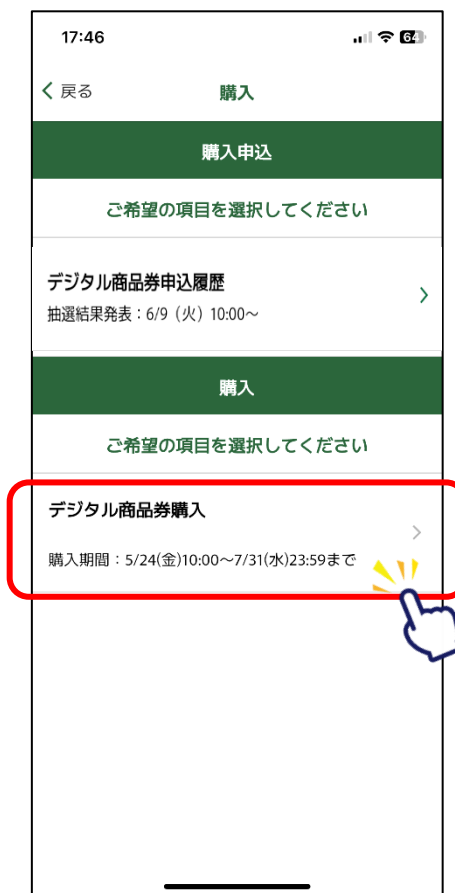 17:46
64
戻る
購入
購入申込
ご希望の項目を選択してください
デジタル商品券申込履歴
抽選結果発表：6/9（火）10:00～
購入
ご希望の項目を選択してください
デジタル商品券購入
購入期間：5/24(金)10:00～7/31(水)23:59まで